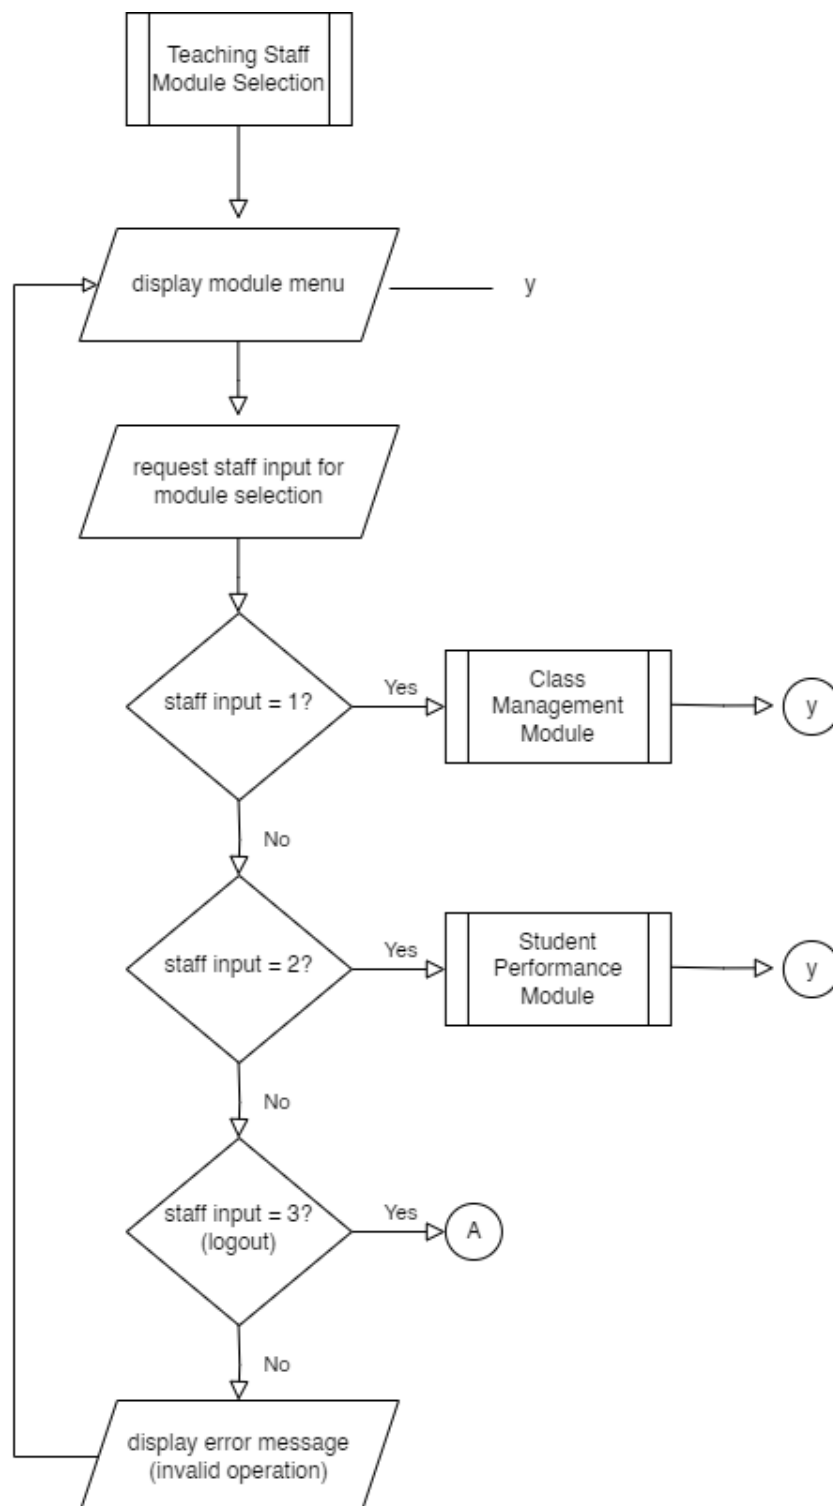 Teaching Staff
Module Selection
display module menu
y
request staff input for
module selection
staff input = 1?
Yes
Class
Management
Module
y
No
staff input = 2?
Yes
Student
Performance
Module
y
No
staff input = 3?
(logout)
Yes
A
No
display error message
(invalid operation)